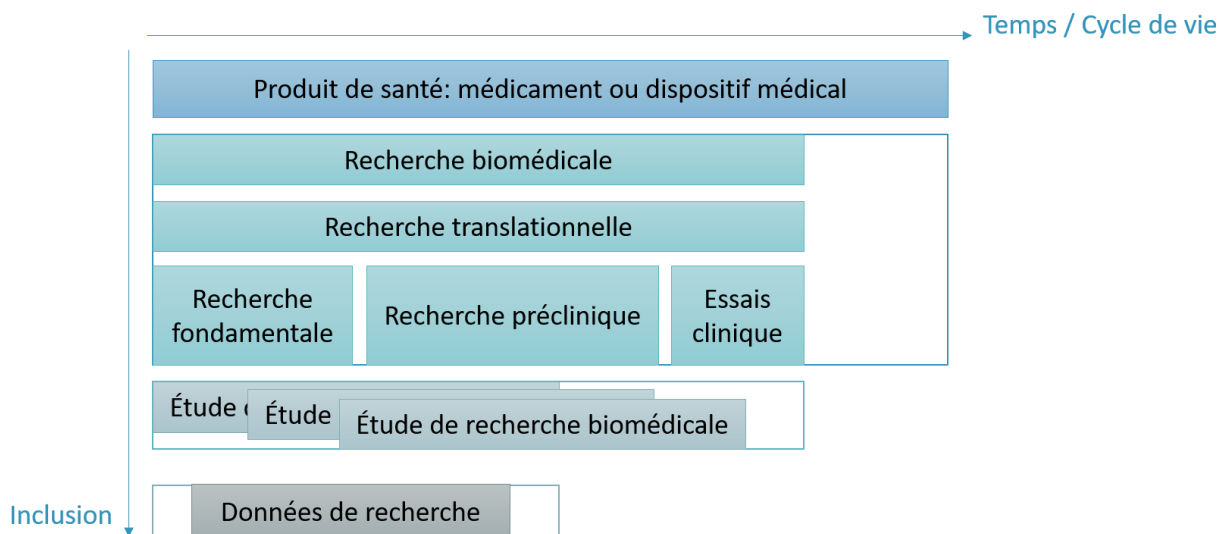 Temps / Cycle de vie
Produit de santé: médicament ou dispositif médical
Recherche biomédicale
Recherche translationnelle
Recherche
fondamentale
Recherche préclinique
Essais
clinique
Étude
Étude
Étude de recherche biomédicale
Données de recherche
Inclusion